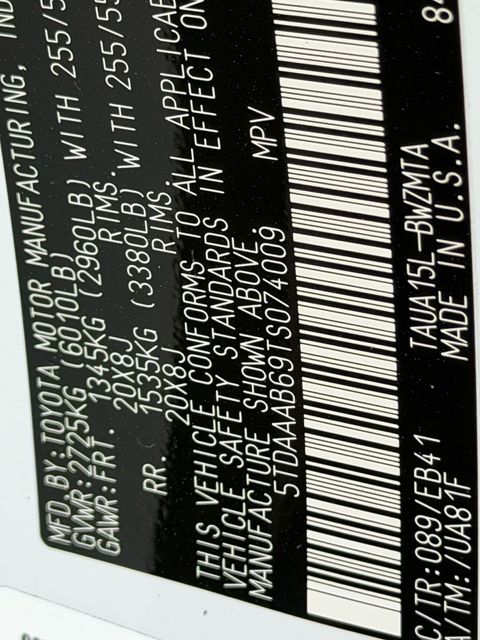 MFD. BY: TOYOTA MOTOR MANUFACTURING, IND
GVWR: 2725KG (6010LB)
GAWR: FRT. 1345KG (2960LB) WITH 255/5
20X8J RIMS.
RR. 1535KG (3380LB) WITH 255/55
20X8J RIMS.
THIS VEHICLE CONFORMS TO ALL APPLICAB
VEHICLE SAFETY STANDARDS IN EFFECT ON
MANUFACTURE SHOWN ABOVE.
5TDAAAB69TS074009 MPV
C/TR: 089/EB41 TAUA15L-BWZMTA 84
A/TM: /UA81F MADE IN U.S.A.